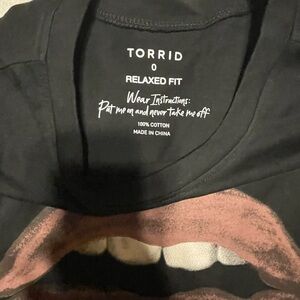 TORRID
0
RELAXED FIT
Wear Instructions:
Put me on and never take me off
100% COTTON
MADE IN CHINA